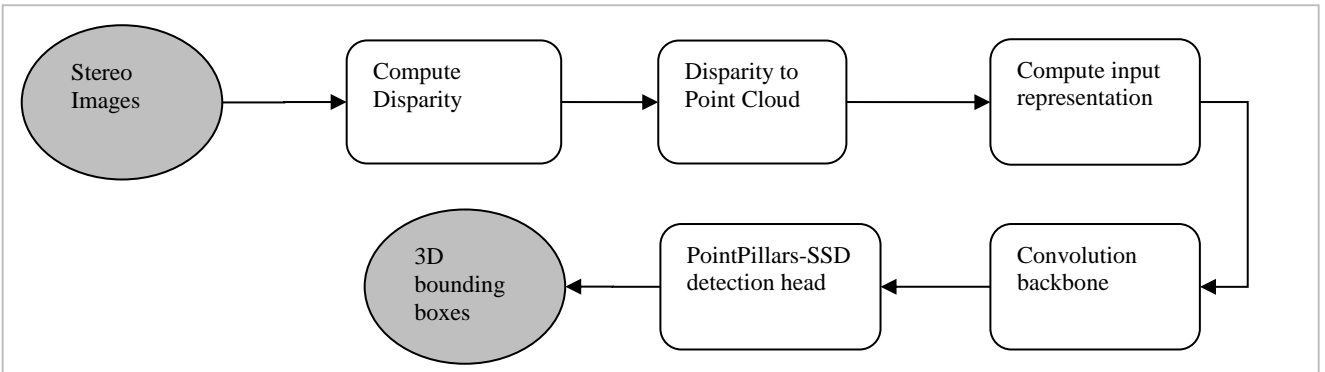 Stereo
Images
Compute
Disparity
Disparity to
Point Cloud
Compute input
representation
Convolution
backbone
PointPillars-SSD
detection head
3D
bounding
boxes